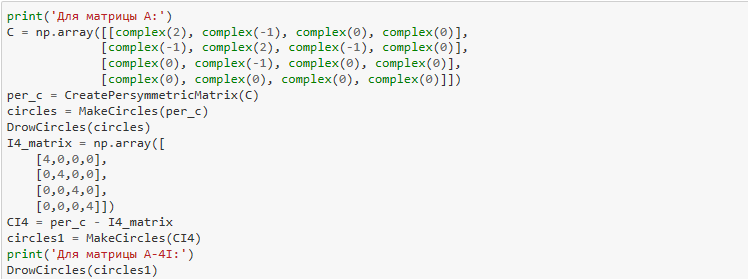 print('Для матрицы A:')
C = np.array([[complex(2), complex(-1), complex(0), complex(0)],
[complex(-1), complex(2), complex(-1), complex(0)],
[complex(0), complex(-1), complex(0), complex(0)],
[complex(0), complex(0), complex(0), complex(0)]])
per_c = CreatePersymmetricMatrix(C)
circles = MakeCircles(per_c)
DrowCircles(circles)
I4_matrix = np.array([
[4,0,0,0],
[0,4,0,0],
[0,0,4,0],
[0,0,0,4]])
CI4 = per_c - I4_matrix
circles1 = MakeCircles(CI4)
print('Для матрицы A-4I:')
DrowCircles(circles1)